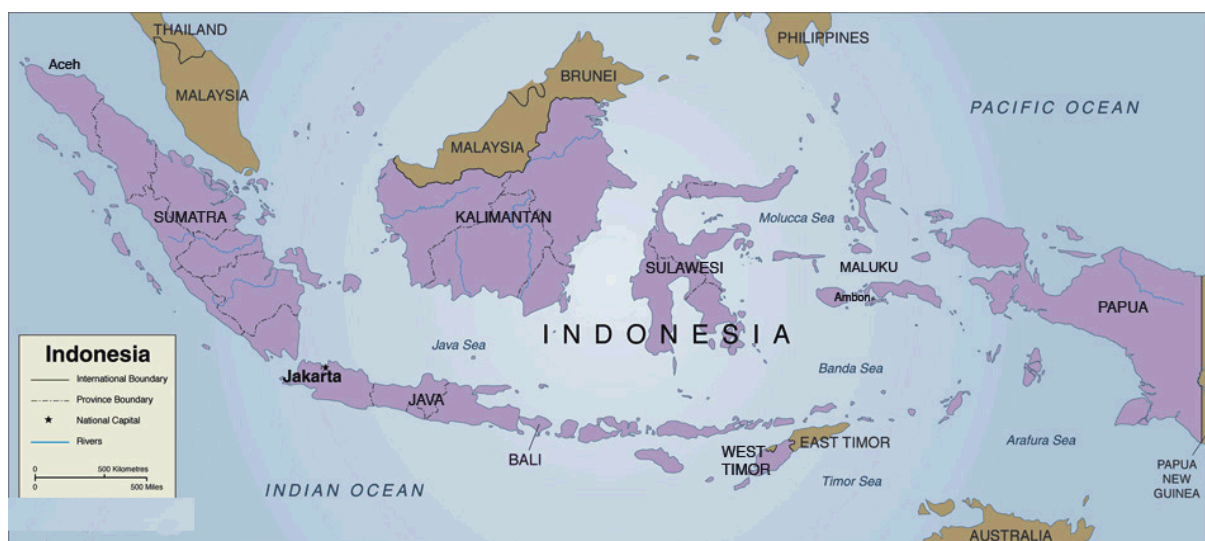 THAILAND
PHILIPPINES
Aceh
BRUNEI
MALAYSIA
PACIFIC OCEAN
MALAYSIA
SUMATRA
KALIMANTAN
Molucca Sea
SULAWESI
MALUKU
Ambon
PAPUA
INDONESIA
Java Sea
Indonesia
International Boundary
Province Boundary
National Capital
Rivers
0 500 Kilometres
0 500 Miles
Jakarta
Banda Sea
JAVA
BALI
WEST
TIMOR
EAST TIMOR
Arafura Sea
Timor Sea
INDIAN OCEAN
PAPUA
NEW
GUINEA
AUSTRALIA